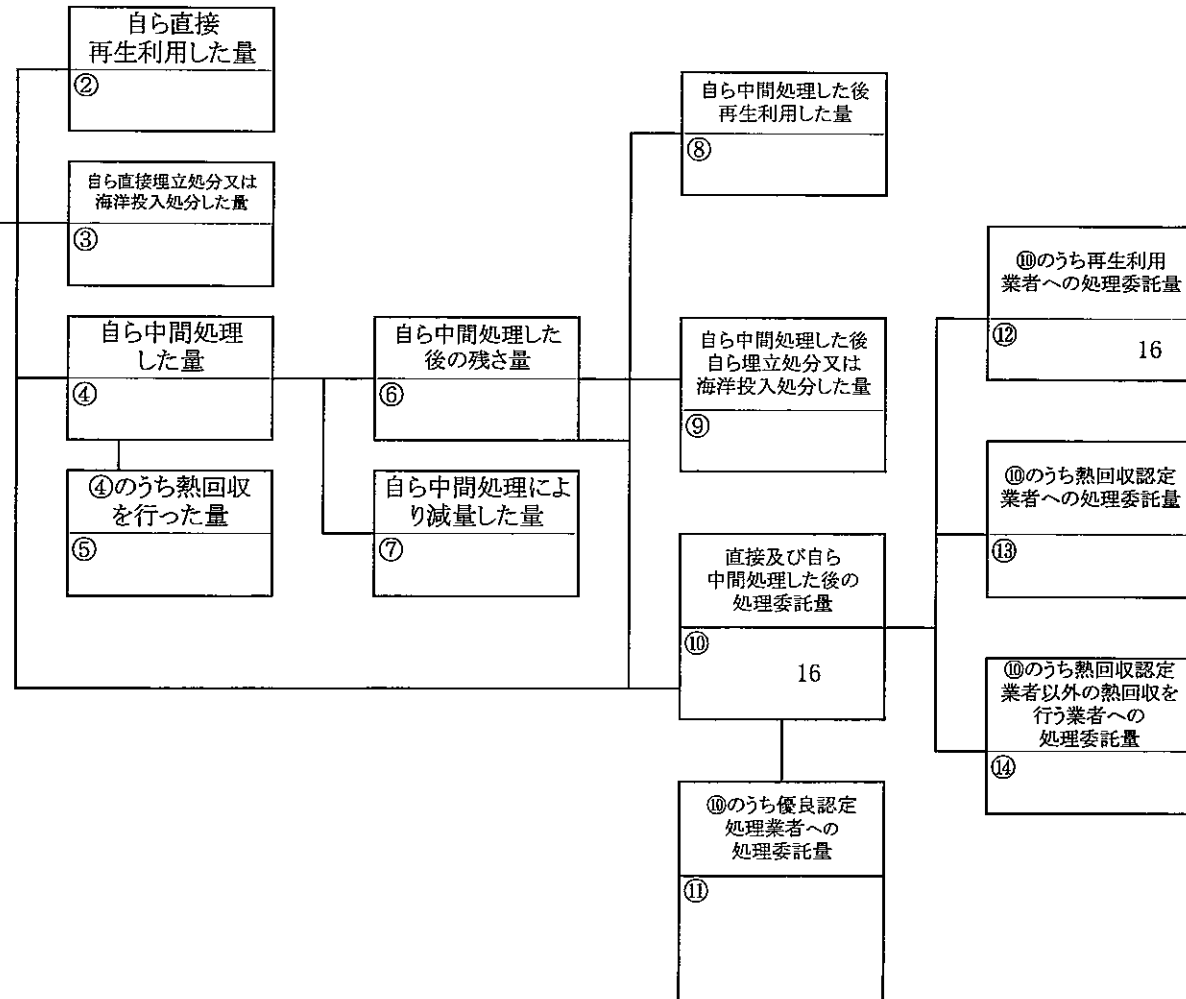 自ら直接
再生利用した量
②
自ら直接埋立処分又は
海洋投入処分した量
③
自ら中間処理
した量
④
④のうち熱回収
を行った量
⑤
自ら中間処理した
後の残さ量
⑥
自ら中間処理によ
り減量した量
⑦
自ら中間処理した後
再生利用した量
⑧
自ら中間処理した後
自ら埋立処分又は
海洋投入処分した量
⑨
直接及び自ら
中間処理した後の
処理委託量
⑩
16
⑩のうち優良認定
処理業者への
処理委託量
⑪
⑩のうち再生利用
業者への処理委託量
⑫
16
⑩のうち熱回収認定
業者への処理委託量
⑬
⑩のうち熱回収認定
業者以外の熱回収を
行う業者への
処理委託量
⑭